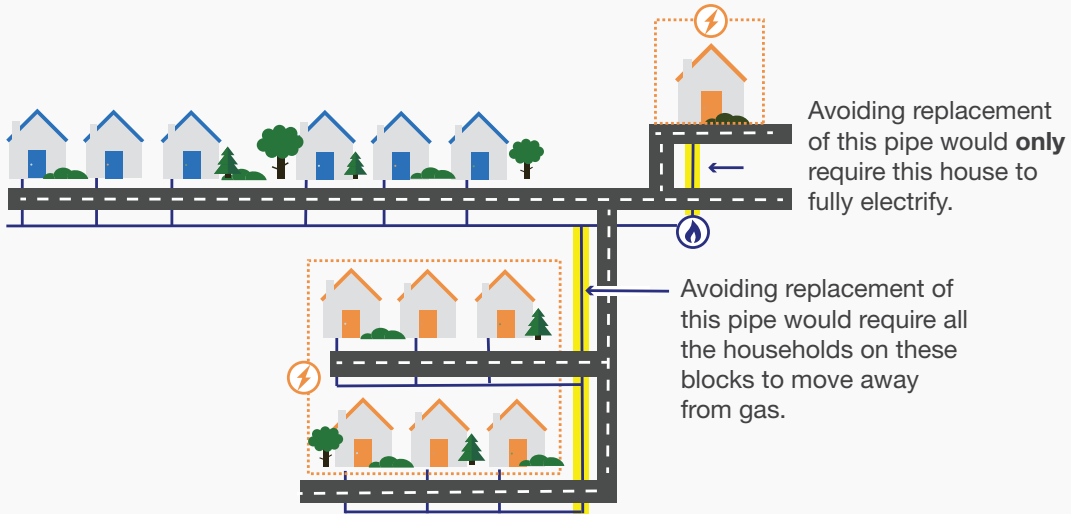 Avoiding replacement
of this pipe would only
require this house to
fully electrify.
Avoiding replacement of
this pipe would require all
the households on these
blocks to move away
from gas.